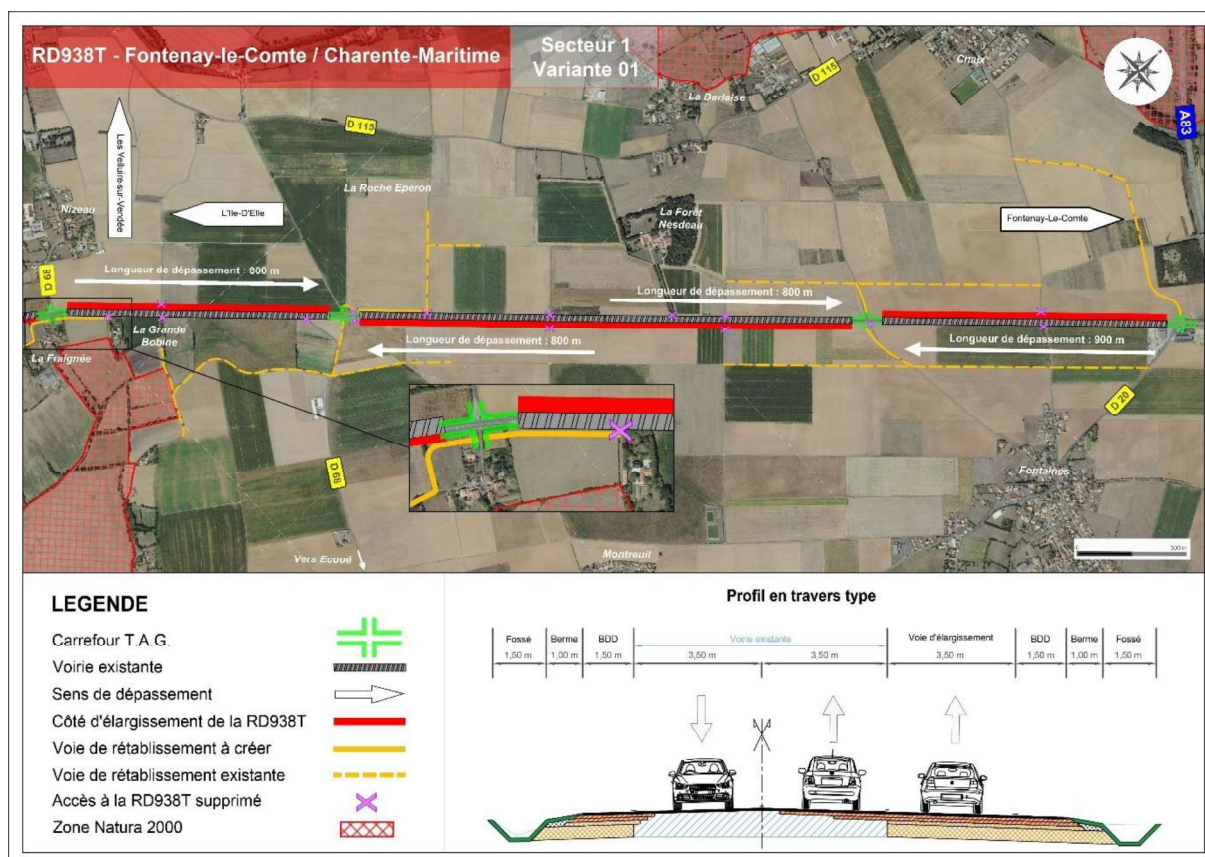 RD938T - Fontenay-le-Comte / Charente-Maritime
Secteur 1
Variante 01
Chaix
D 115
La Darlaise
A83
D 115
Les Velluire-sur-Vendée
La Roche Eperon
Nizeau
L'Ile-D'Elle
La Forêt
Nesdeau
Fontenay-Le-Comte
D 68
Longueur de dépassement : 800 m
Longueur de dépassement : 800 m
La Grande
Bobine
La Fraignée
Longueur de dépassement : 800 m
Longueur de dépassement : 900 m
D 20
D 68
Fontaines
Vers Ecoué
Montreuil
0
500 m
LEGENDE
Carrefour T.A.G.
Voirie existante
Sens de dépassement
Côté d'élargissement de la RD938T
Voie de rétablissement à créer
Voie de rétablissement existante
Accès à la RD938T supprimé
Zone Natura 2000
Profil en travers type
Fossé Berme BDD Voirie existante Voie d'élargissement BDD Berme Fossé
1,50 m 1,00 m 1,50 m 3,50 m 3,50 m 3,50 m 1,50 m 1,00 m 1,50 m